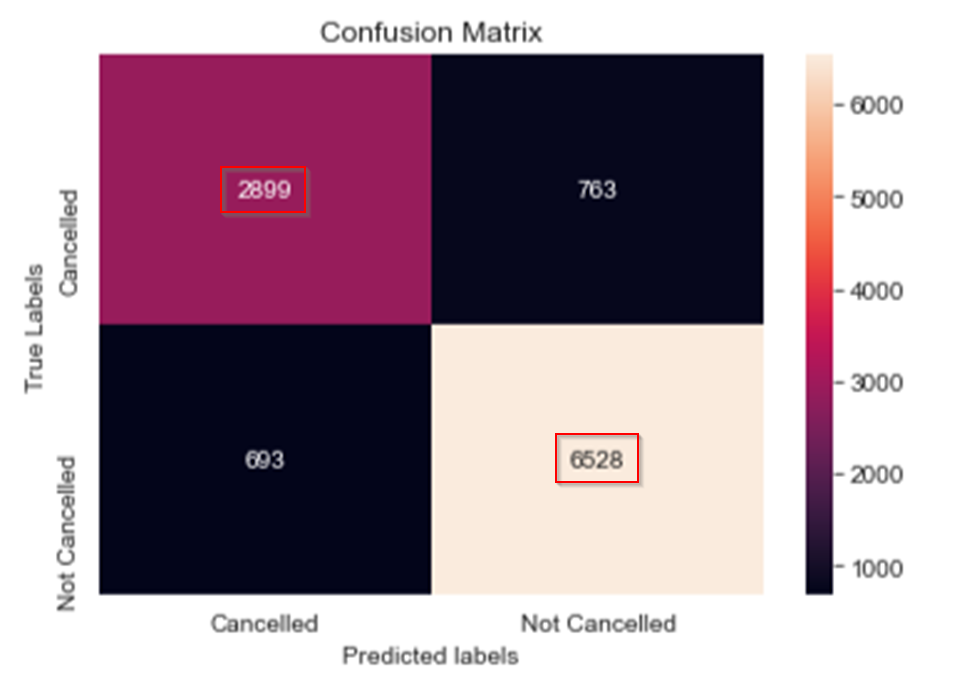 Confusion Matrix
True Labels
Cancelled
Not Cancelled
2899
763
693
6528
Cancelled
Not Cancelled
Predicted labels
6000
5000
4000
3000
2000
1000